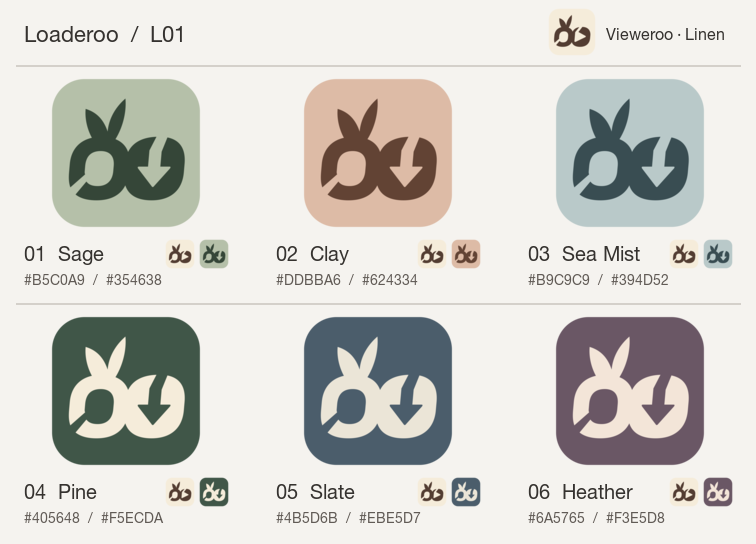 Loaderoo / L01
Vieweroo · Linen
01 Sage
#B5C0A9 / #354638
02 Clay
#DDBBA6 / #624334
03 Sea Mist
#B9C9C9 / #394D52
04 Pine
#405648 / #F5ECDA
05 Slate
#4B5D6B / #EBE5D7
06 Heather
#6A5765 / #F3E5D8